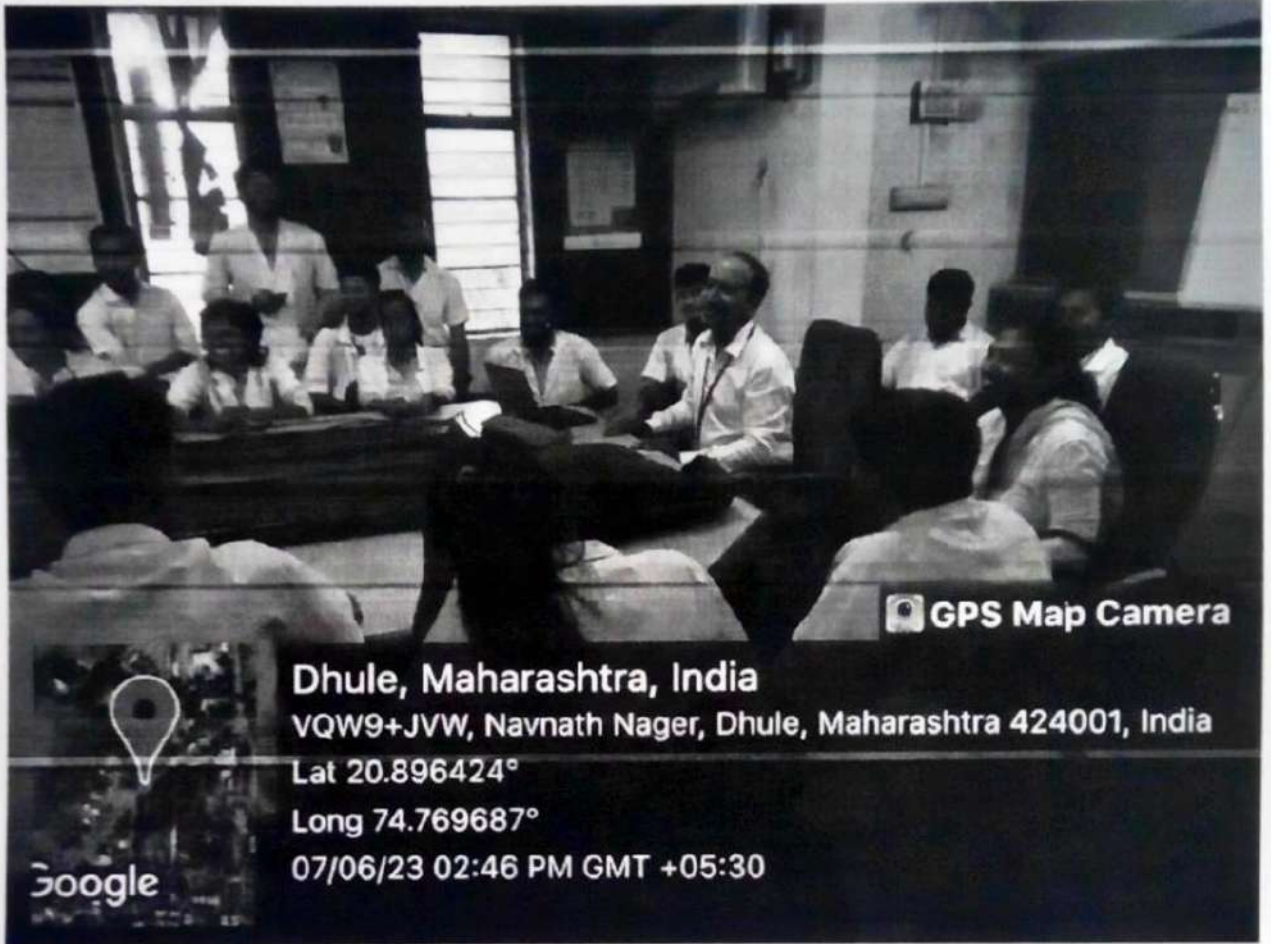 GPS Map Camera
Dhule, Maharashtra, India
VQW9+JVW, Navnath Nager, Dhule, Maharashtra 424001, India
Lat 20.896424°
Long 74.769687°
07/06/23 02:46 PM GMT +05:30
Google